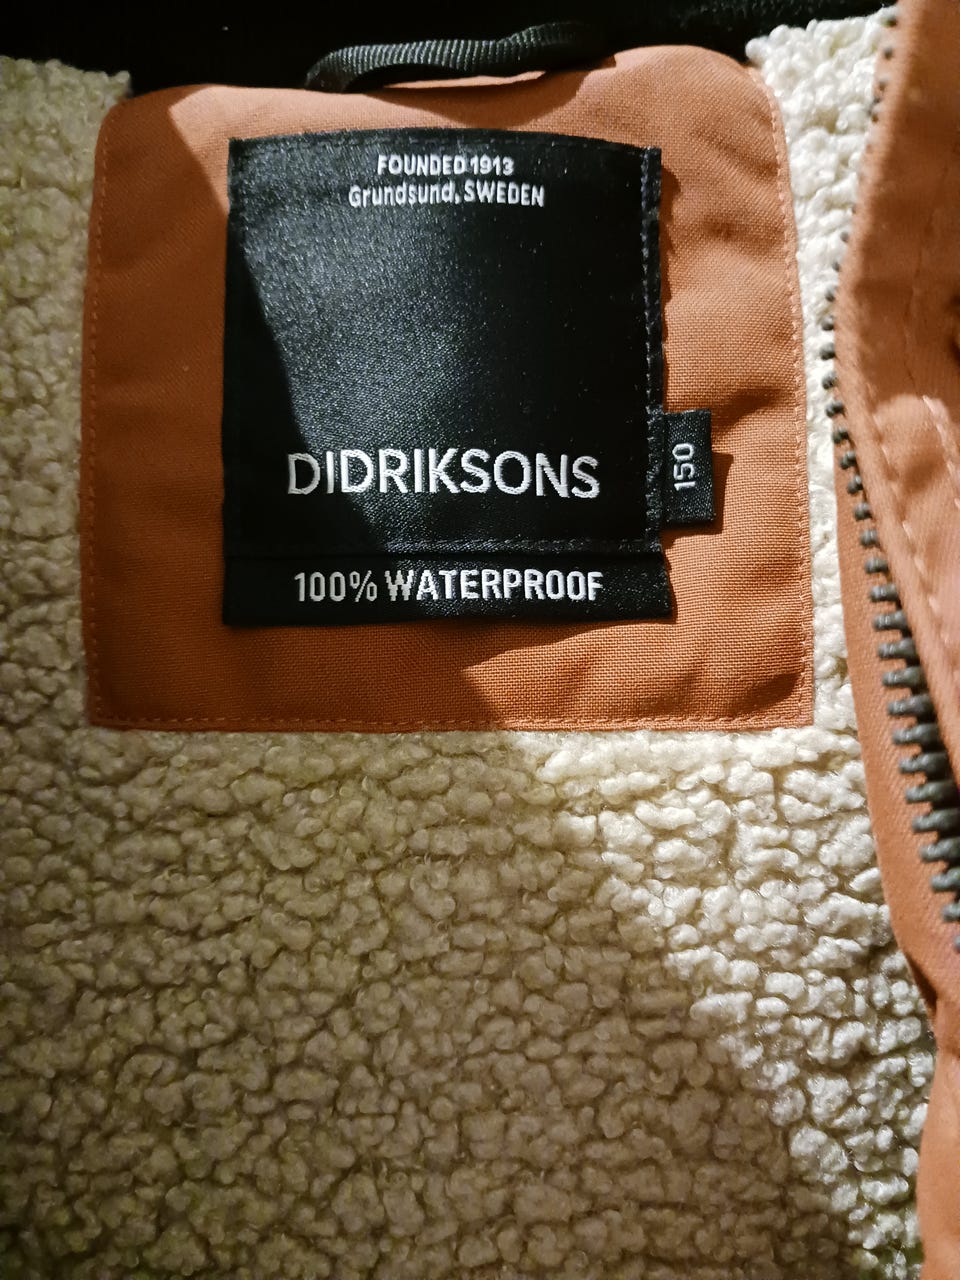 FOUNDED 1913
Grundsund, SWEDEN
DIDRIKSONS
150
100% WATERPROOF